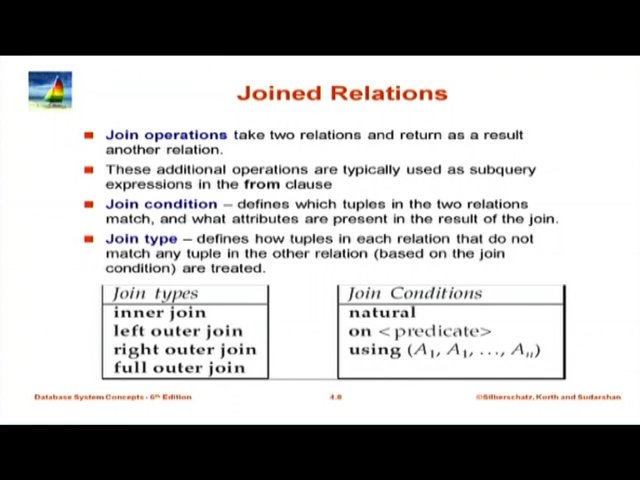 Joined Relations
Join operations take two relations and return as a result
another relation.
These additional operations are typically used as subquery
expressions in the from clause
Join condition – defines which tuples in the two relations
match, and what attributes are present in the result of the join.
Join type – defines how tuples in each relation that do not
match any tuple in the other relation (based on the join
condition) are treated.
Join types
inner join
left outer join
right outer join
full outer join
Join Conditions
natural
on <predicate>
using (A₁, A₁, …, Aₙ)
Database System Concepts - 6th Edition
4.8
©Silberschatz, Korth and Sudarshan